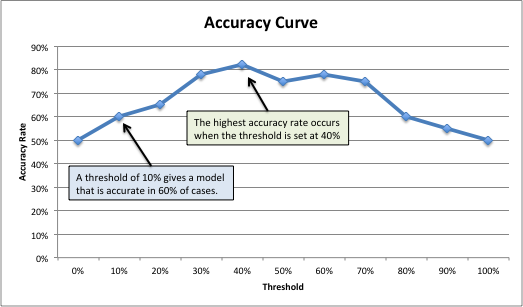 Accuracy Curve
90%
80%
70%
60%
50%
40%
30%
20%
10%
0%
Accuracy Rate
The highest accuracy rate occurs
when the threshold is set at 40%
A threshold of 10% gives a model
that is accurate in 60% of cases.
0% 10% 20% 30% 40% 50% 60% 70% 80% 90% 100%
Threshold